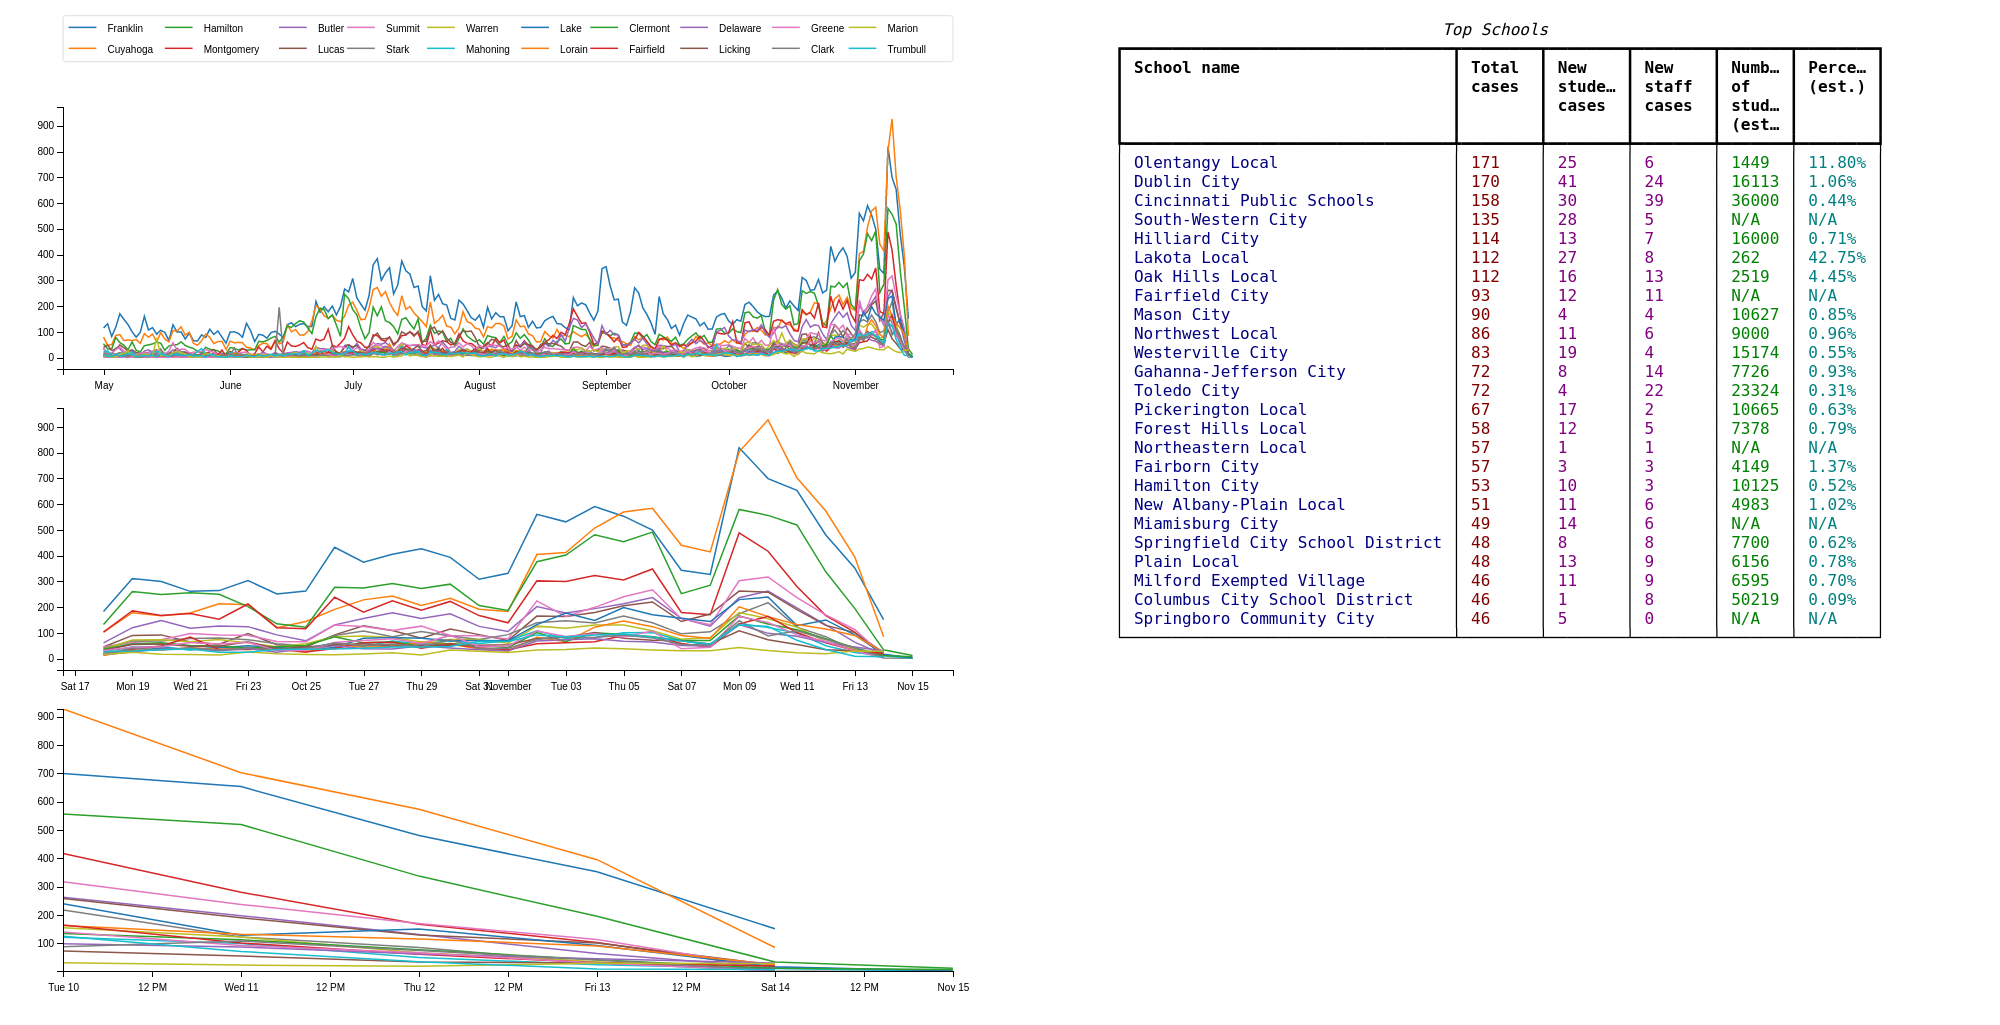 Franklin Hamilton Butler Summit Warren Lake Clermont Delaware Greene Marion
Cuyahoga Montgomery Lucas Stark Mahoning Lorain Fairfield Licking Clark Trumbull
900
800
700
600
500
400
300
200
100
0
May June July August September October November
900
800
700
600
500
400
300
200
100
0
Sat 17 Mon 19 Wed 21 Fri 23 Oct 25 Tue 27 Thu 29 Sat 31 November Tue 03 Thu 05 Sat 07 Mon 09 Wed 11 Fri 13 Nov 15
900
800
700
600
500
400
300
200
100
Tue 10 12 PM Wed 11 12 PM Thu 12 12 PM Fri 13 12 PM Sat 14 12 PM Nov 15
Top Schools
School name Total New New Numb… Perce…
cases stude… staff of (est.)
cases cases stud…
(est…
Olentangy Local 171 25 6 1449 11.80%
Dublin City 170 41 24 16113 1.06%
Cincinnati Public Schools 158 30 39 36000 0.44%
South-Western City 135 28 5 N/A N/A
Hilliard City 114 13 7 16000 0.71%
Lakota Local 112 27 8 262 42.75%
Oak Hills Local 112 16 13 2519 4.45%
Fairfield City 93 12 11 N/A N/A
Mason City 90 4 4 10627 0.85%
Northwest Local 86 11 6 9000 0.96%
Westerville City 83 19 4 15174 0.55%
Gahanna-Jefferson City 72 8 14 7726 0.93%
Toledo City 72 4 22 23324 0.31%
Pickerington Local 67 17 2 10665 0.63%
Forest Hills Local 58 12 5 7378 0.79%
Northeastern Local 57 1 1 N/A N/A
Fairborn City 57 3 3 4149 1.37%
Hamilton City 53 10 3 10125 0.52%
New Albany-Plain Local 51 11 6 4983 1.02%
Miamisburg City 49 14 6 N/A N/A
Springfield City School District 48 8 8 7700 0.62%
Plain Local 48 13 9 6156 0.78%
Milford Exempted Village 46 11 9 6595 0.70%
Columbus City School District 46 1 8 50219 0.09%
Springboro Community City 46 5 0 N/A N/A